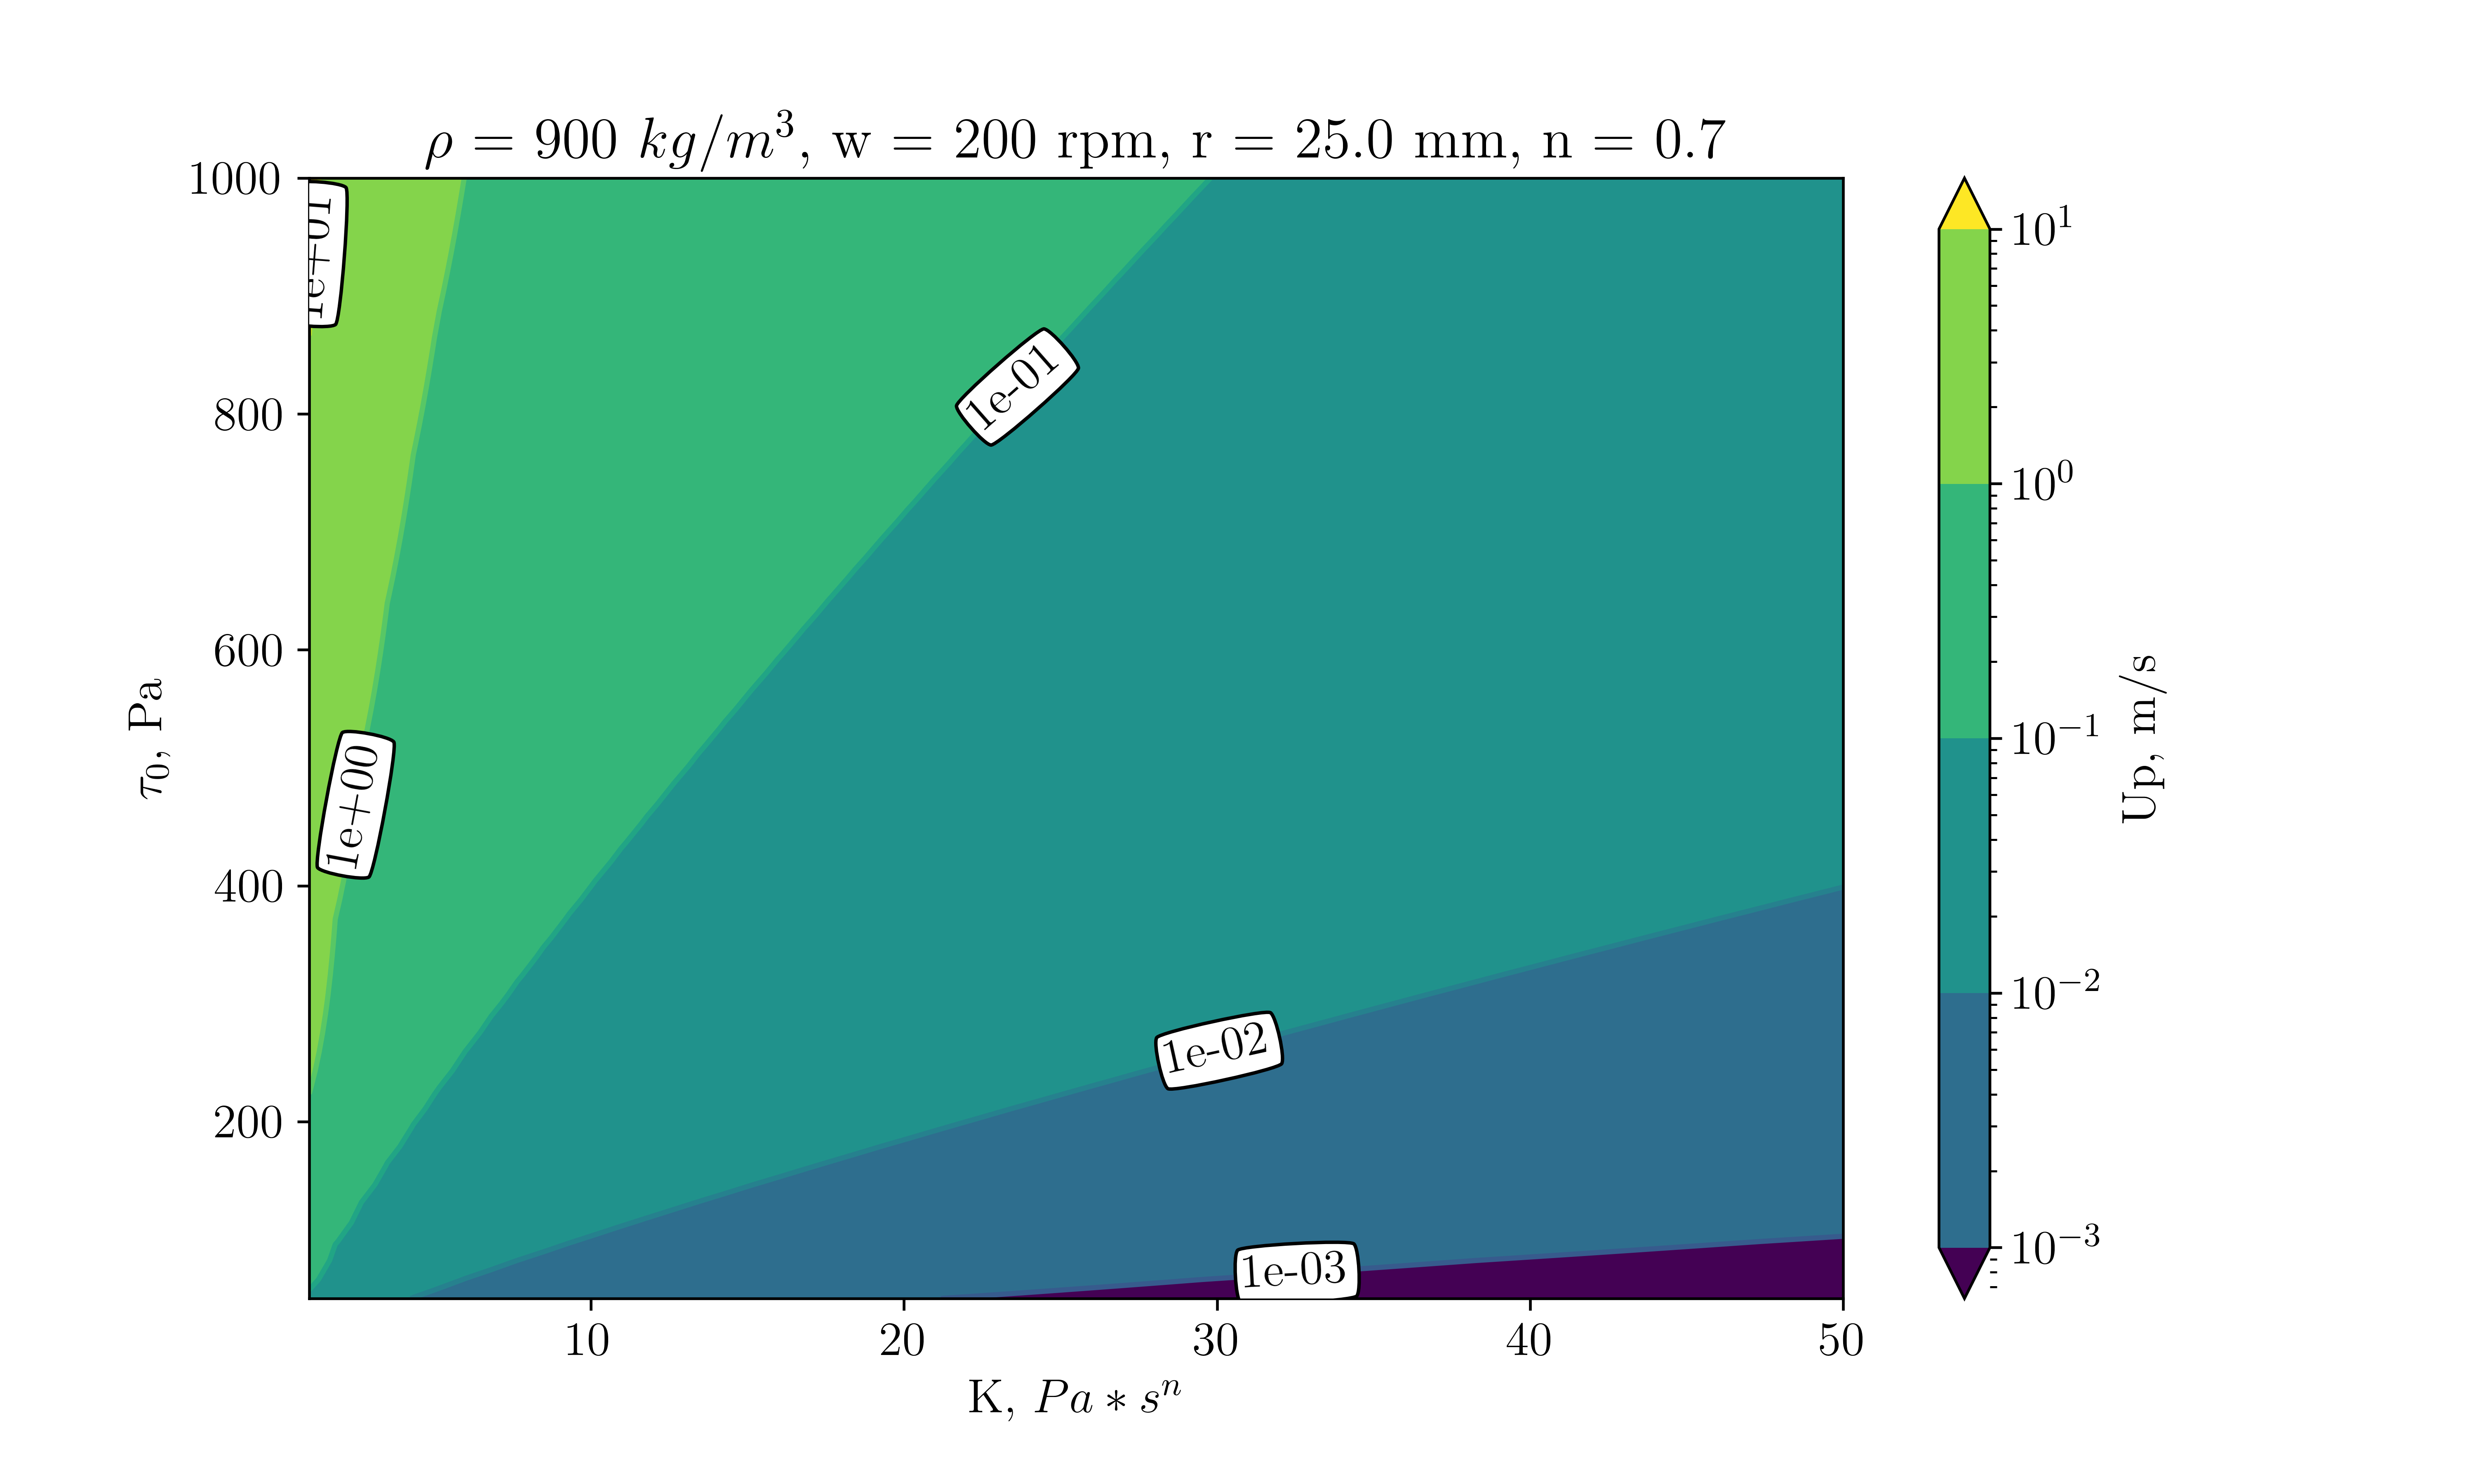 ρ = 900 kg/m³, w = 200 rpm, r = 25.0 mm, n = 0.7
1000
800
600
400
200
τ₀, Pa
1e+01
1e+00
1e-01
1e-02
1e-03
10 20 30 40 50
K, Pa * sⁿ
10¹
10⁰
10⁻¹
10⁻²
10⁻³
Up, m/s